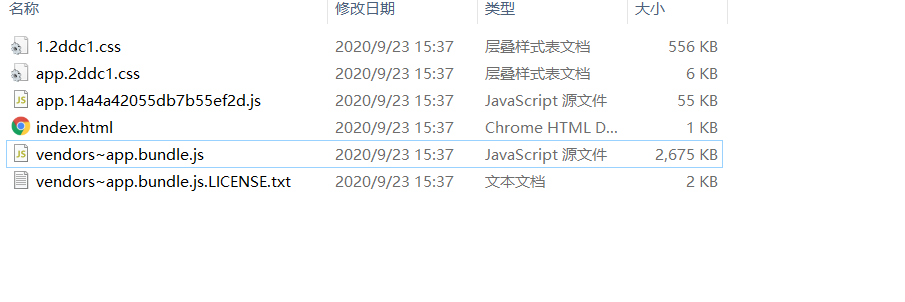 名称 修改日期 类型 大小
1.2ddc1.css 2020/9/23 15:37 层叠样式表文档 556 KB
app.2ddc1.css 2020/9/23 15:37 层叠样式表文档 6 KB
app.14a4a42055db7b55ef2d.js 2020/9/23 15:37 JavaScript 源文件 55 KB
index.html 2020/9/23 15:37 Chrome HTML D... 1 KB
vendors~app.bundle.js 2020/9/23 15:37 JavaScript 源文件 2,675 KB
vendors~app.bundle.js.LICENSE.txt 2020/9/23 15:37 文本文档 2 KB